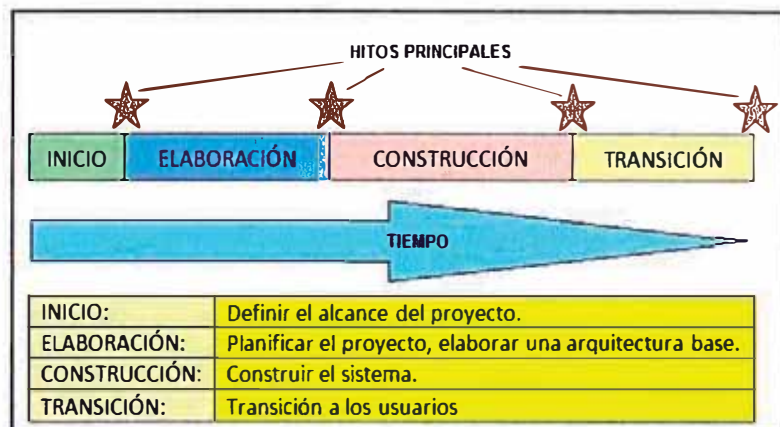 HITOS PRINCIPALES
INICIO ELABORACIÓN CONSTRUCCIÓN TRANSICIÓN
TIEMPO
INICIO: Definir el alcance del proyecto.
ELABORACIÓN: Planificar el proyecto, elaborar una arquitectura base.
CONSTRUCCIÓN: Construir el sistema.
TRANSICIÓN: Transición a los usuarios